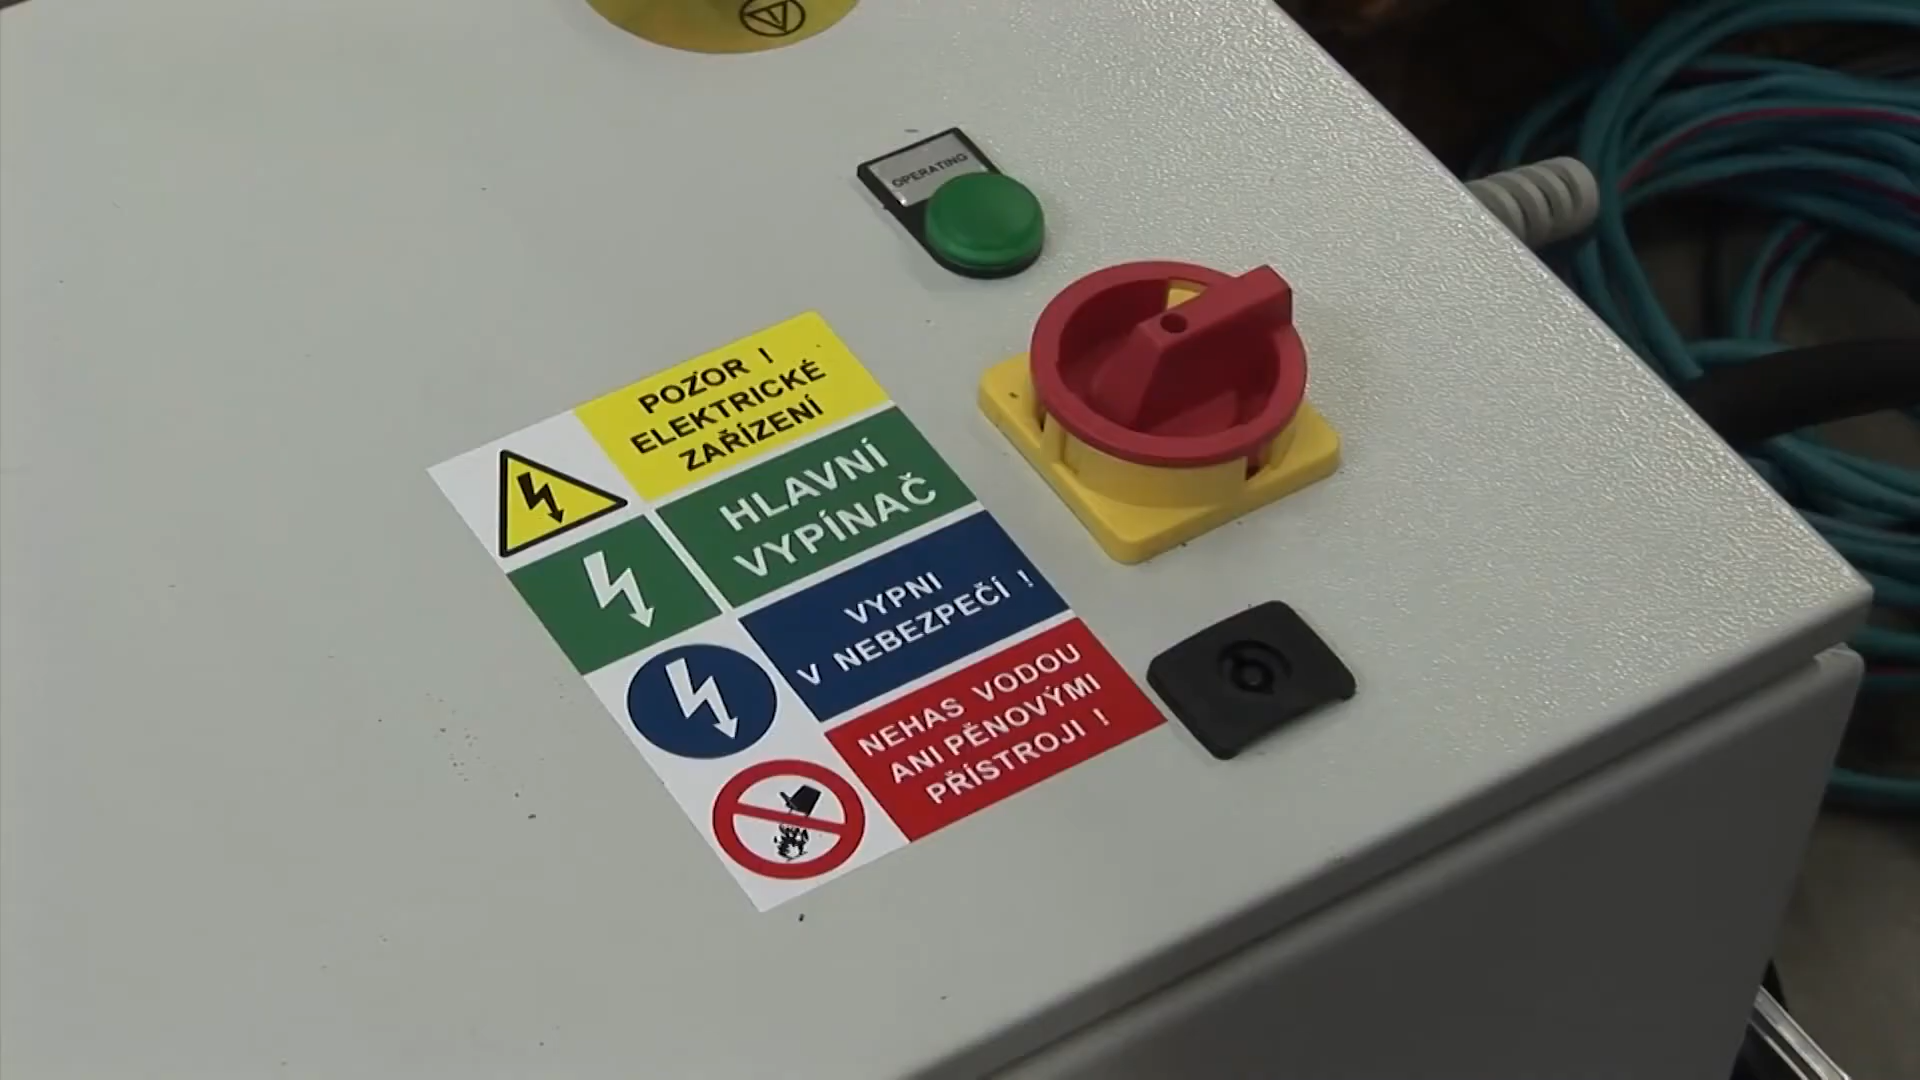 OPERATING
POZOR !
ELEKTRICKÉ
ZAŘÍZENÍ
HLAVNÍ
VYPÍNAČ
VYPNI
V NEBEZPEČÍ !
NEHAS VODOU
ANI PĚNOVÝMI
PŘÍSTROJI !